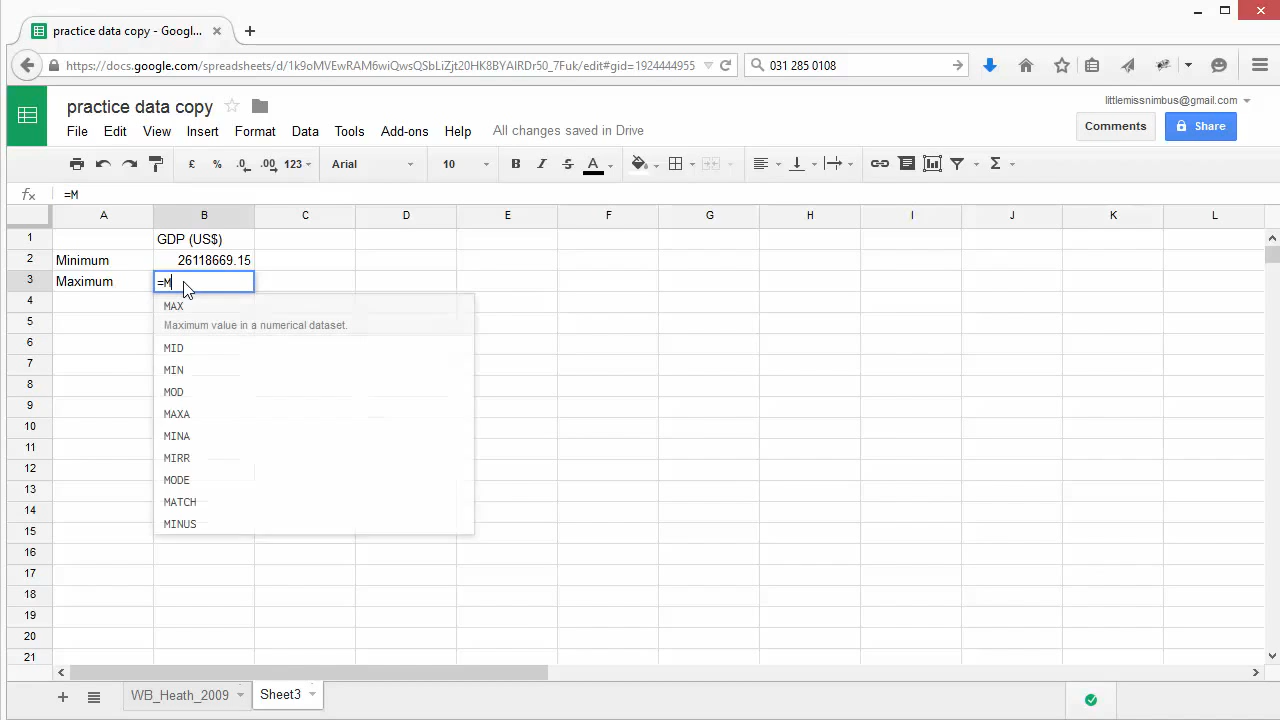 practice data copy - Googl...
https://docs.google.com/spreadsheets/d/1k9oMVEwRAM6wiQwsQSbLiZjt20HK8BYAIRDr50_7Fuk/edit#gid=1924444955
031 285 0108
practice data copy
littlemissnimbus@gmail.com
File Edit View Insert Format Data Tools Add-ons Help All changes saved in Drive
Comments Share
£ % .0 .00 123 Arial 10 B I S A Σ
fx =M
A B C D E F G H I J K L
1 GDP (US$)
2 Minimum 26118669.15
3 Maximum =M
4
MAX
Maximum value in a numerical dataset.
5
6
MID
7
MIN
8
MOD
9
MAXA
10
MINA
11
MIRR
12
MODE
13
MATCH
14
MINUS
15
16
17
18
19
20
21
WB_Heath_2009 Sheet3